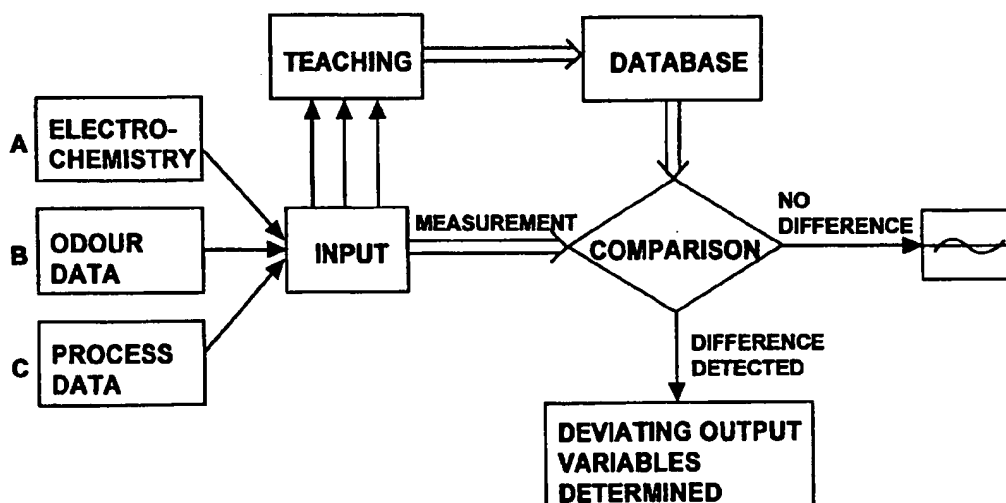 TEACHING
DATABASE
A
ELECTRO-
CHEMISTRY
B
ODOUR
DATA
C
PROCESS
DATA
INPUT
MEASUREMENT
COMPARISON
NO
DIFFERENCE
DIFFERENCE
DETECTED
DEVIATING OUTPUT
VARIABLES
DETERMINED